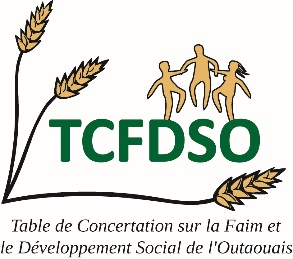 TCFDSO
Table de Concertation sur la Faim et
le Développement Social de l'Outaouais